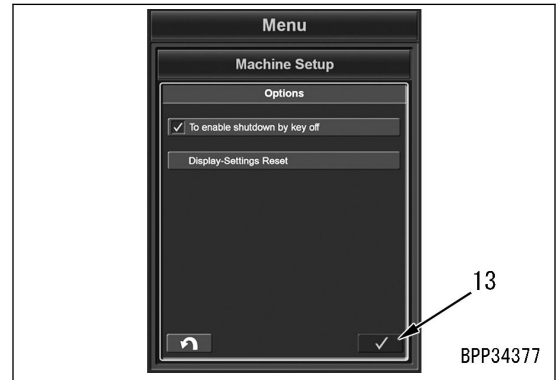 Menu
Machine Setup
Options
To enable shutdown by key off
Display-Settings Reset
13
BPP34377